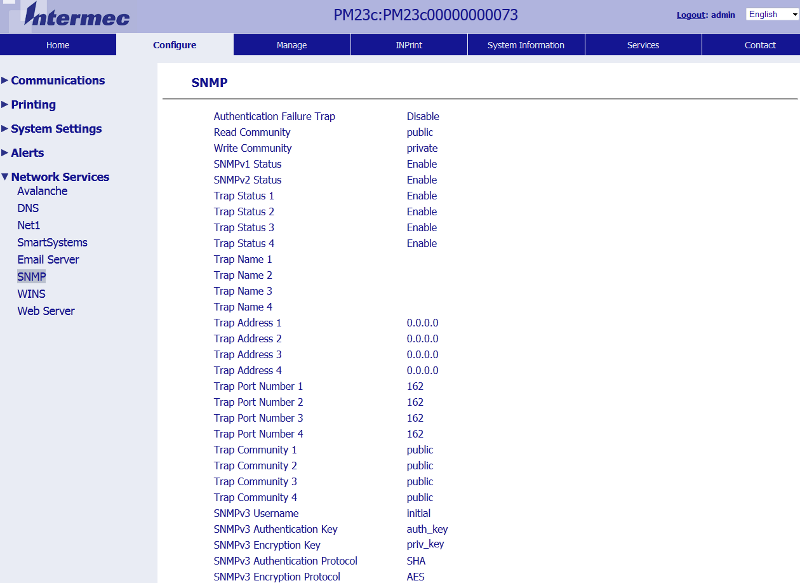 Intermec
PM23c:PM23c00000000073
Logout: admin
English
Home
Configure
Manage
INPrint
System Information
Services
Contact
Communications
Printing
System Settings
Alerts
Network Services
Avalanche
DNS
Net1
SmartSystems
Email Server
SNMP
WINS
Web Server
SNMP
Authentication Failure Trap Disable
Read Community public
Write Community private
SNMPv1 Status Enable
SNMPv2 Status Enable
Trap Status 1 Enable
Trap Status 2 Enable
Trap Status 3 Enable
Trap Status 4 Enable
Trap Name 1
Trap Name 2
Trap Name 3
Trap Name 4
Trap Address 1 0.0.0.0
Trap Address 2 0.0.0.0
Trap Address 3 0.0.0.0
Trap Address 4 0.0.0.0
Trap Port Number 1 162
Trap Port Number 2 162
Trap Port Number 3 162
Trap Port Number 4 162
Trap Community 1 public
Trap Community 2 public
Trap Community 3 public
Trap Community 4 public
SNMPv3 Username initial
SNMPv3 Authentication Key auth_key
SNMPv3 Encryption Key priv_key
SNMPv3 Authentication Protocol SHA
SNMPv3 Encryption Protocol AES